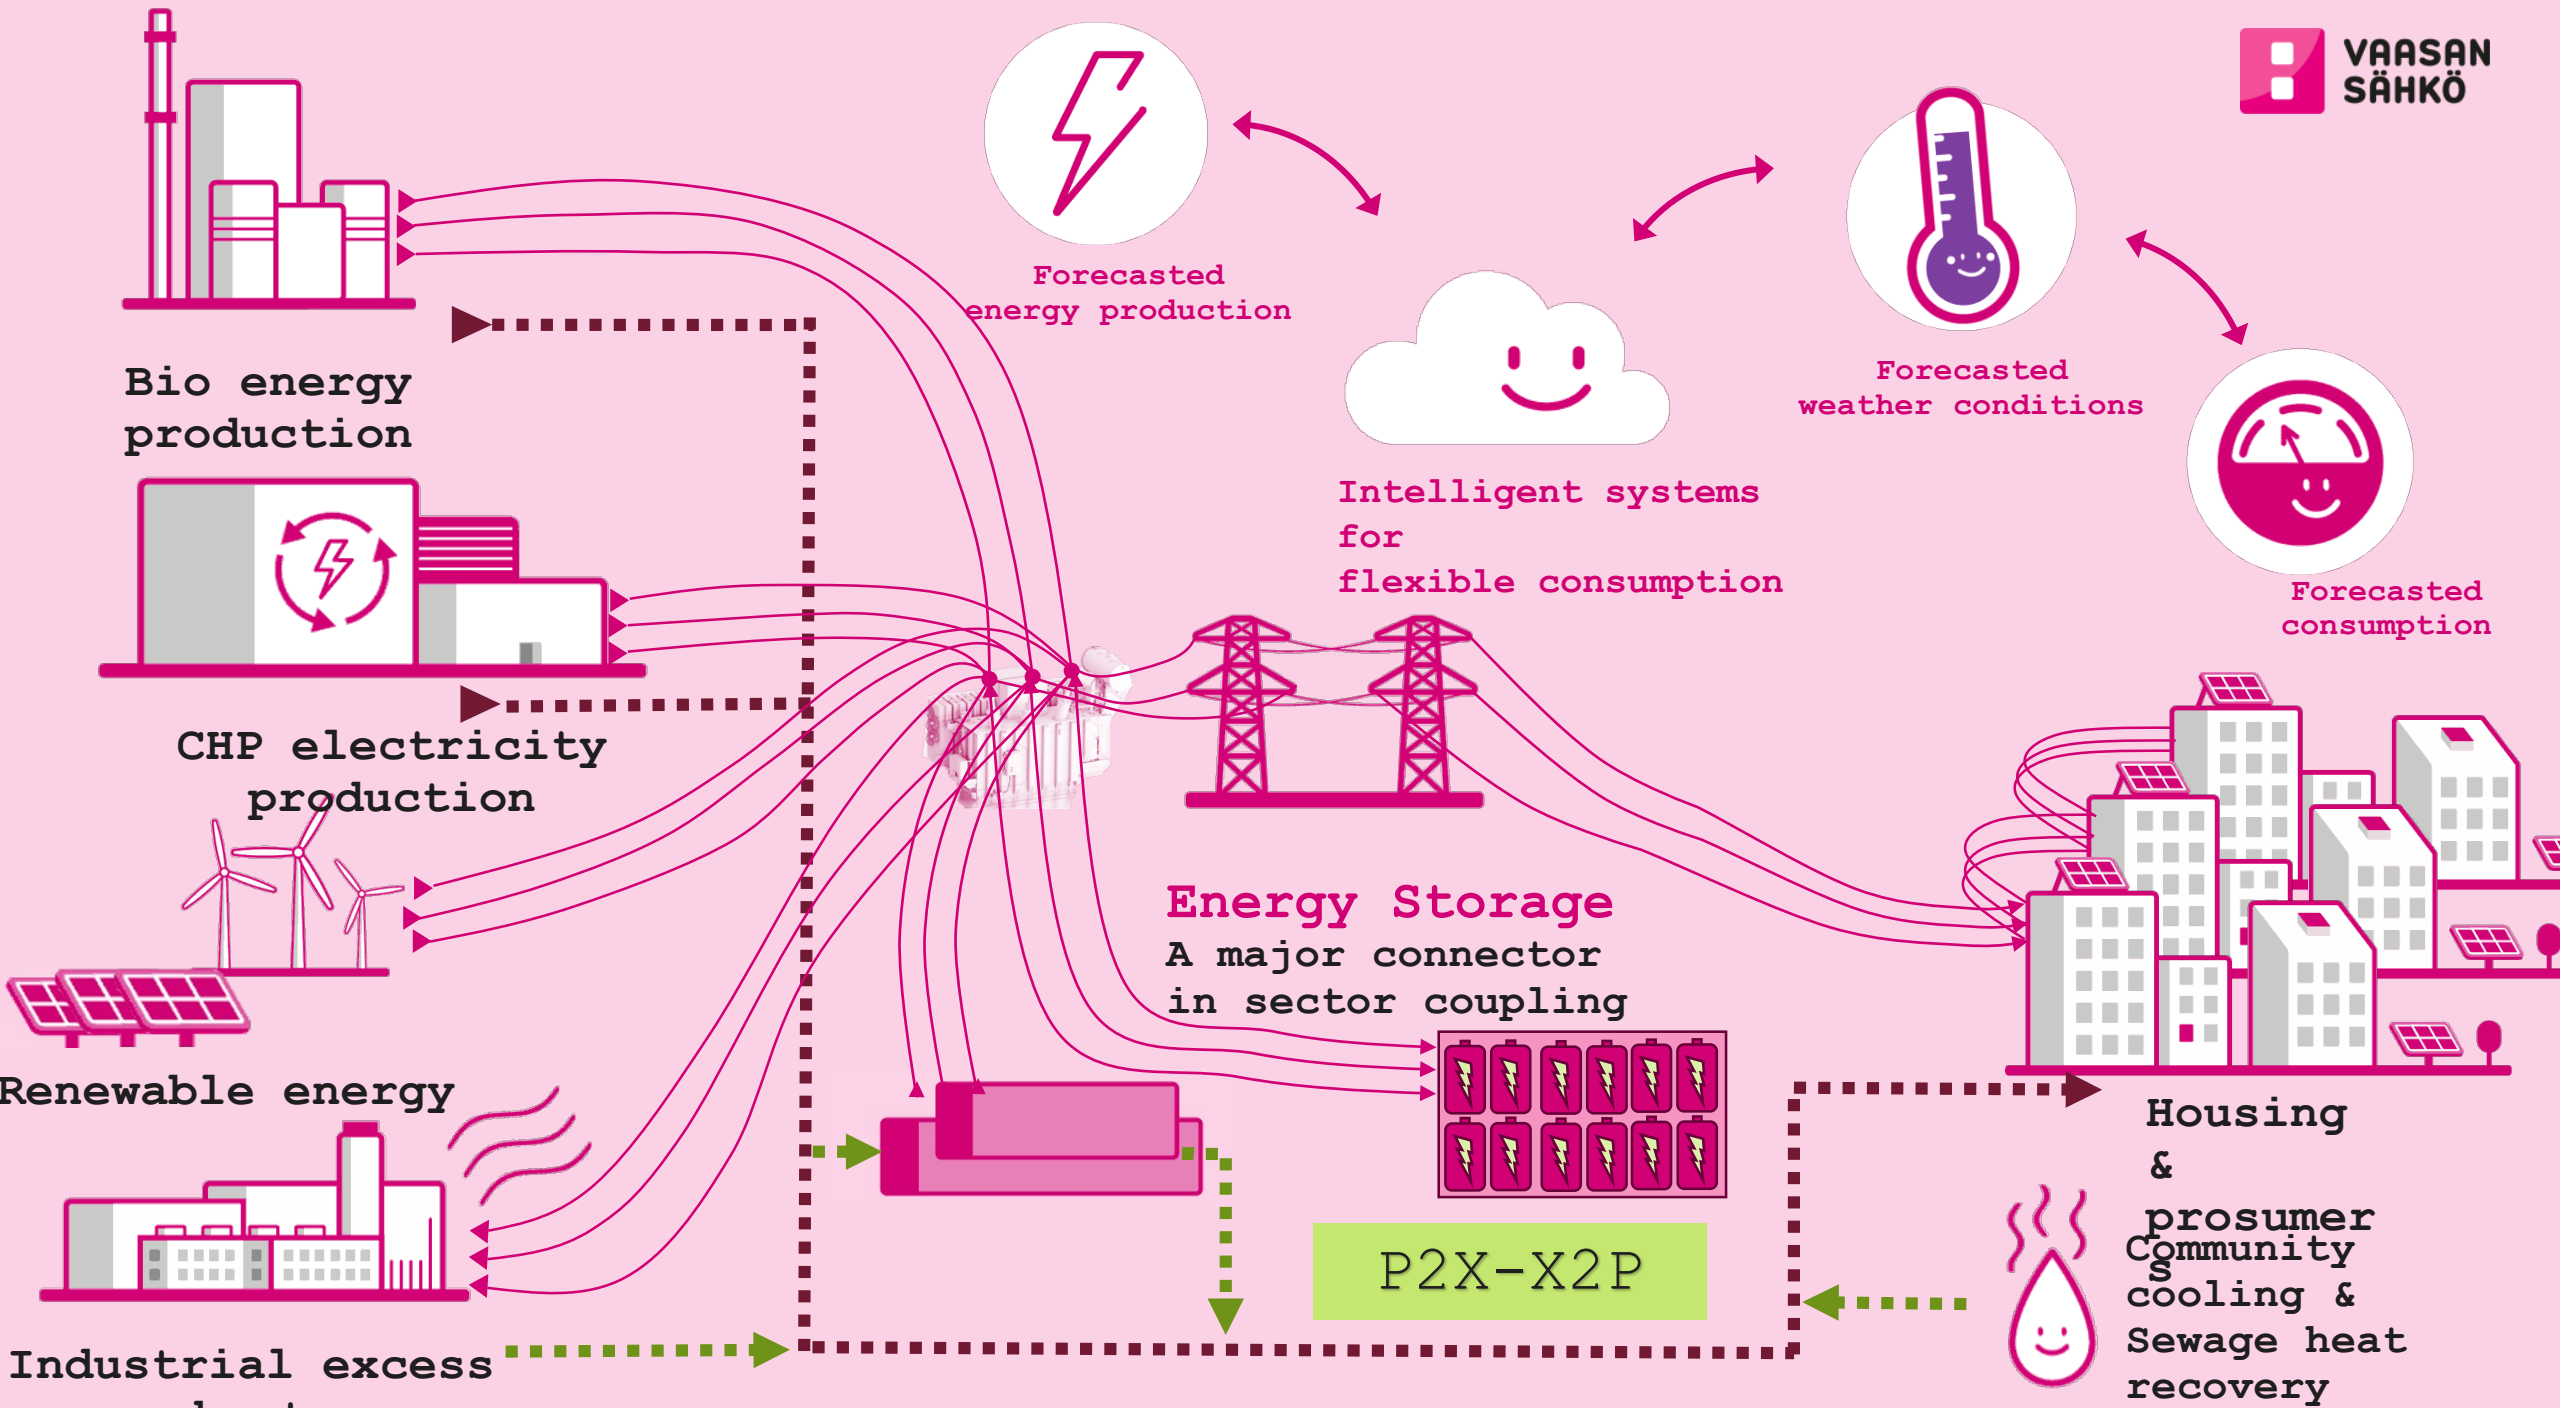 VAASAN
SÄHKÖ
Forecasted
energy production
Forecasted
weather conditions
Bio energy
production
Intelligent systems
for
flexible consumption
Forecasted
consumption
CHP electricity
production
Energy Storage
A major connector
in sector coupling
Renewable energy
Housing
&
prosumer
s
P2X-X2P
Community
cooling &
Sewage heat
recovery
Industrial excess